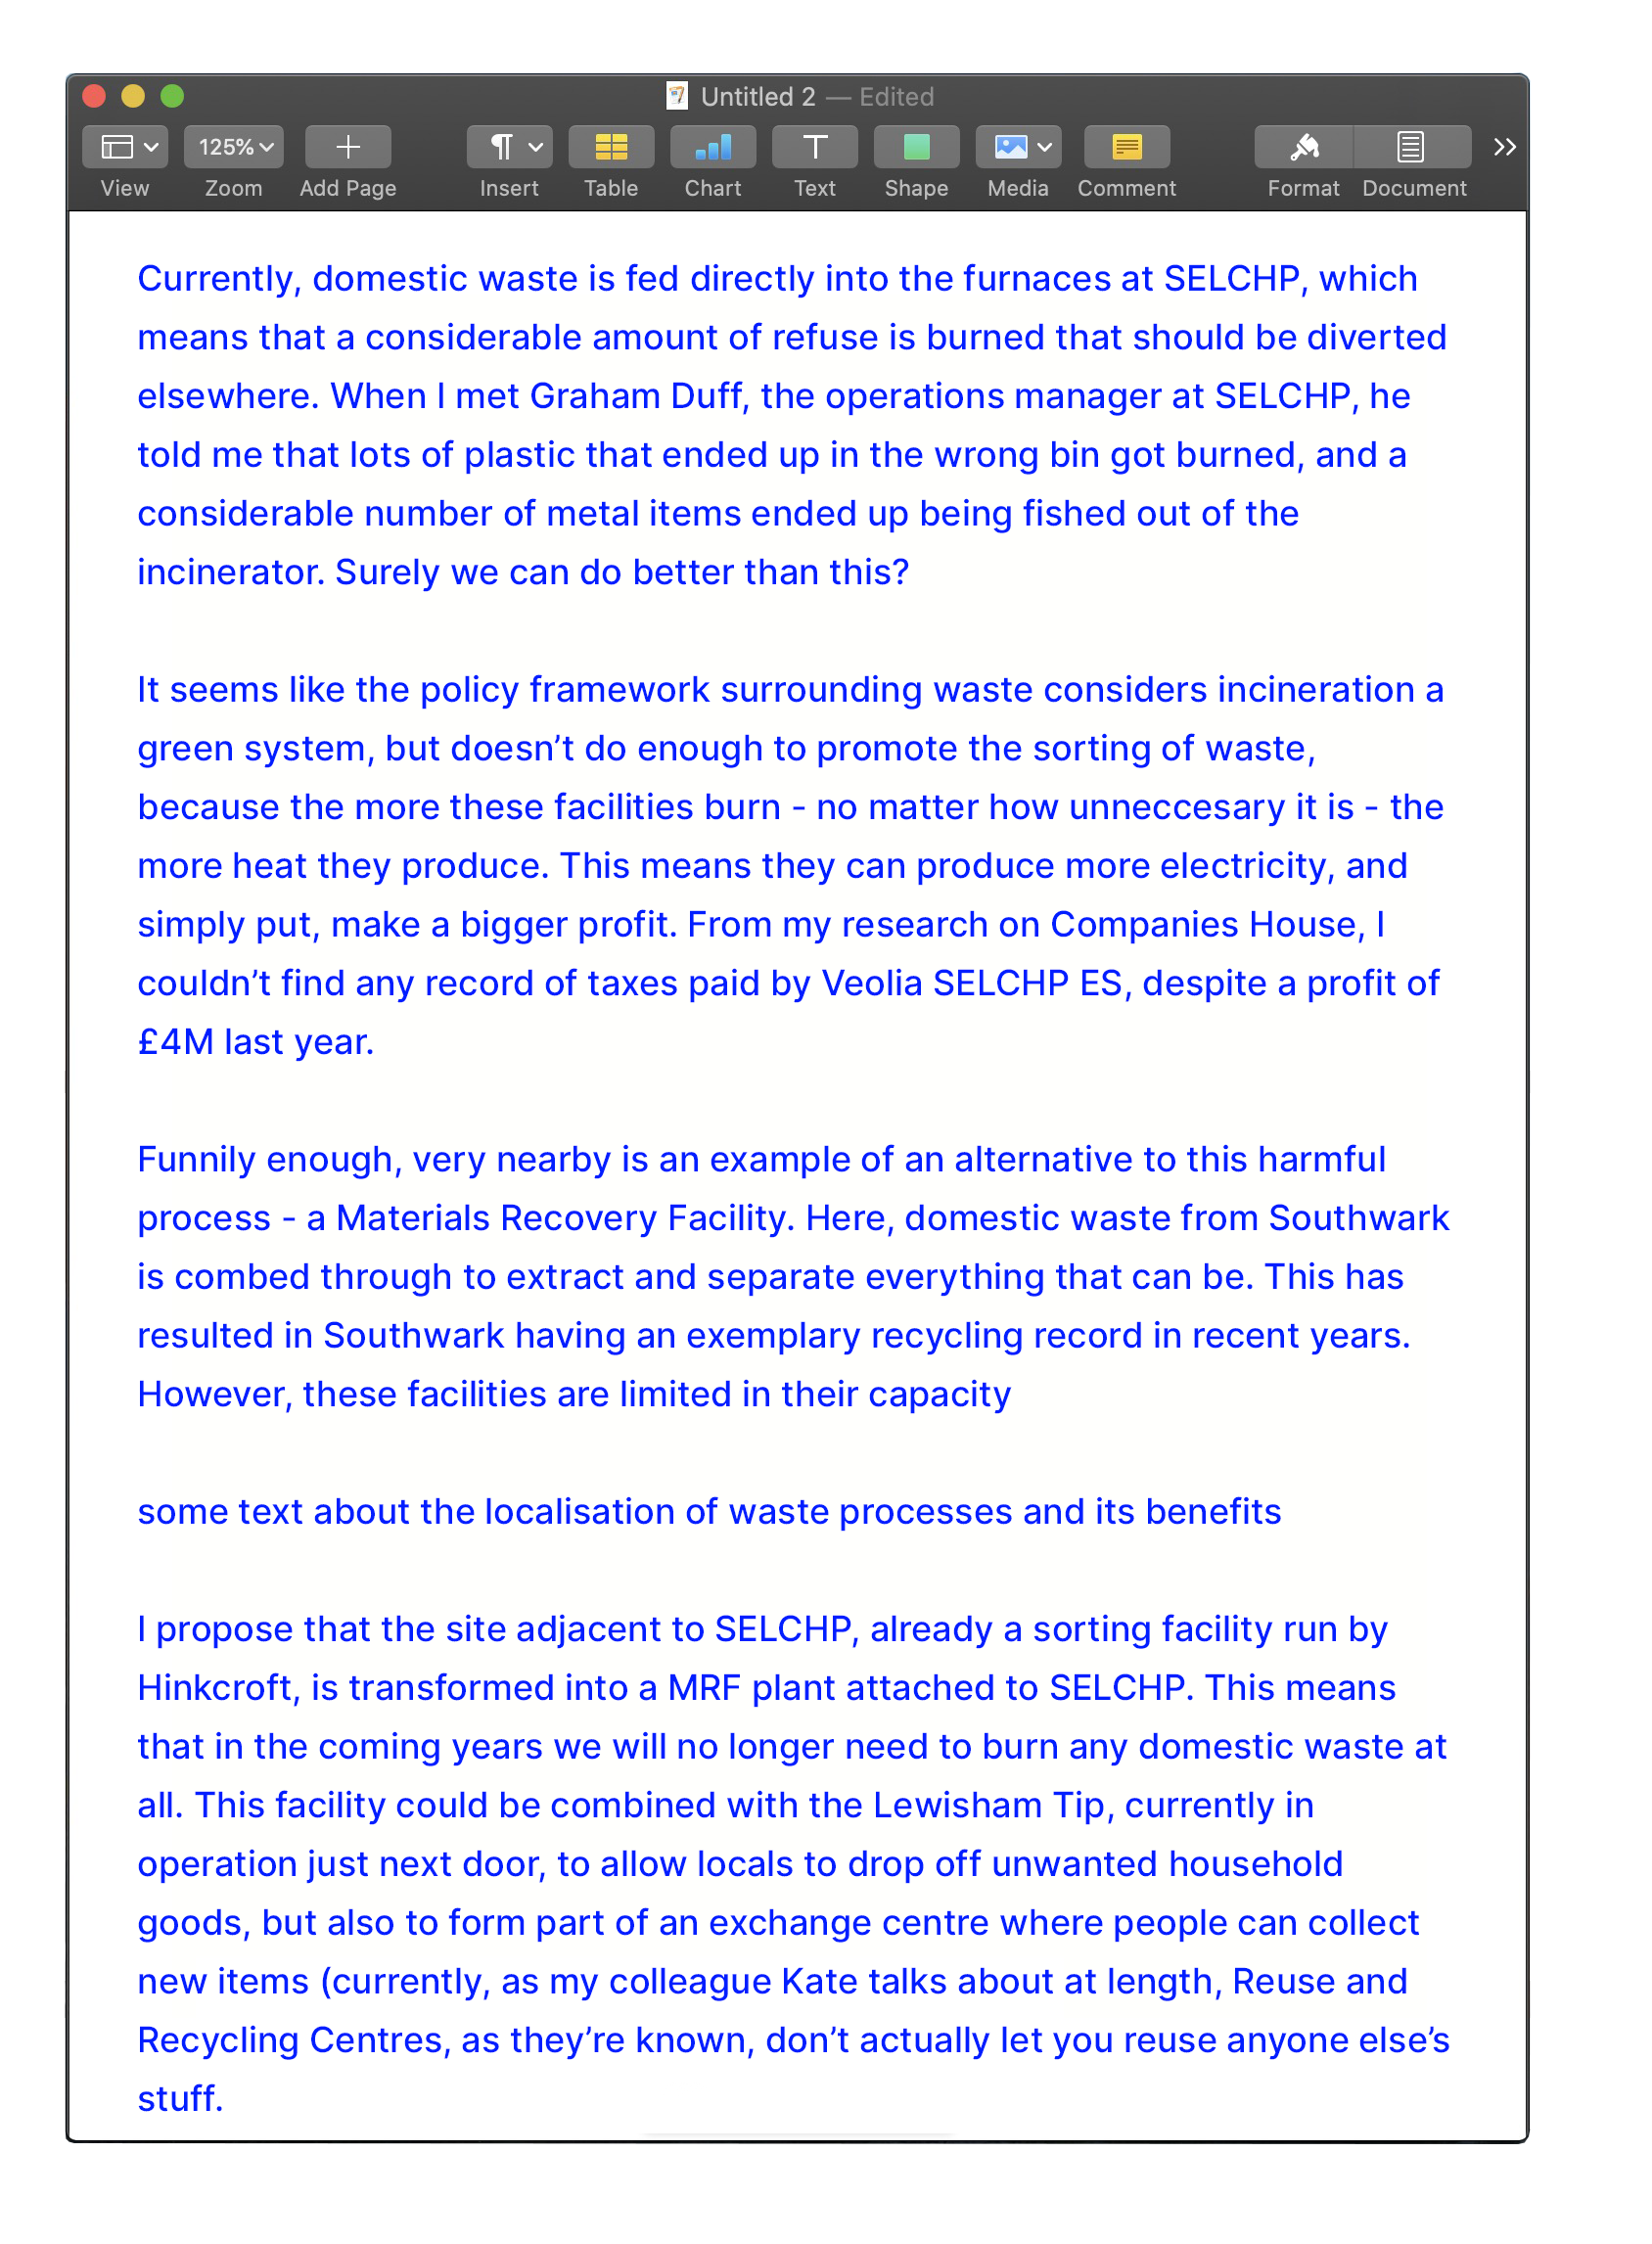 Untitled 2 — Edited
125%
View Zoom Add Page Insert Table Chart Text Shape Media Comment Format Document
Currently, domestic waste is fed directly into the furnaces at SELCHP, which
means that a considerable amount of refuse is burned that should be diverted
elsewhere. When I met Graham Duff, the operations manager at SELCHP, he
told me that lots of plastic that ended up in the wrong bin got burned, and a
considerable number of metal items ended up being fished out of the
incinerator. Surely we can do better than this?
It seems like the policy framework surrounding waste considers incineration a
green system, but doesn’t do enough to promote the sorting of waste,
because the more these facilities burn - no matter how unneccesary it is - the
more heat they produce. This means they can produce more electricity, and
simply put, make a bigger profit. From my research on Companies House, I
couldn’t find any record of taxes paid by Veolia SELCHP ES, despite a profit of
£4M last year.
Funnily enough, very nearby is an example of an alternative to this harmful
process - a Materials Recovery Facility. Here, domestic waste from Southwark
is combed through to extract and separate everything that can be. This has
resulted in Southwark having an exemplary recycling record in recent years.
However, these facilities are limited in their capacity
some text about the localisation of waste processes and its benefits
I propose that the site adjacent to SELCHP, already a sorting facility run by
Hinkcroft, is transformed into a MRF plant attached to SELCHP. This means
that in the coming years we will no longer need to burn any domestic waste at
all. This facility could be combined with the Lewisham Tip, currently in
operation just next door, to allow locals to drop off unwanted household
goods, but also to form part of an exchange centre where people can collect
new items (currently, as my colleague Kate talks about at length, Reuse and
Recycling Centres, as they’re known, don’t actually let you reuse anyone else’s
stuff.